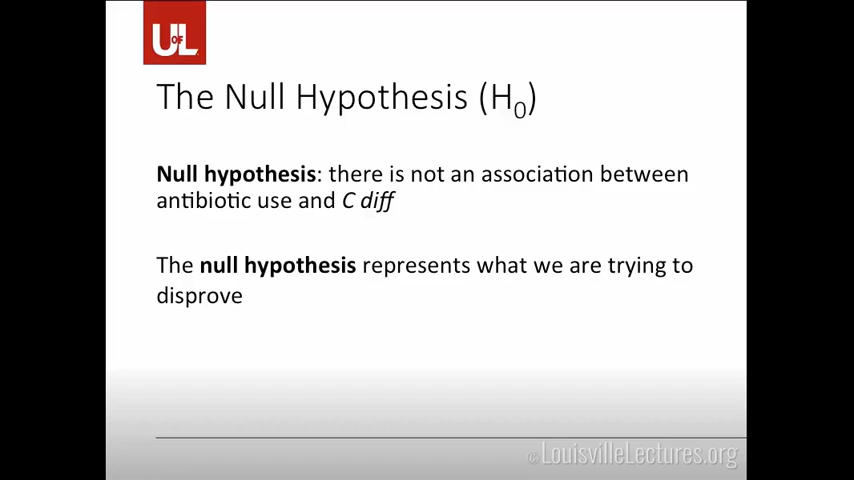 UofL
The Null Hypothesis (H₀)
Null hypothesis: there is not an association between
antibiotic use and C diff
The null hypothesis represents what we are trying to
disprove
© LouisvilleLectures.org